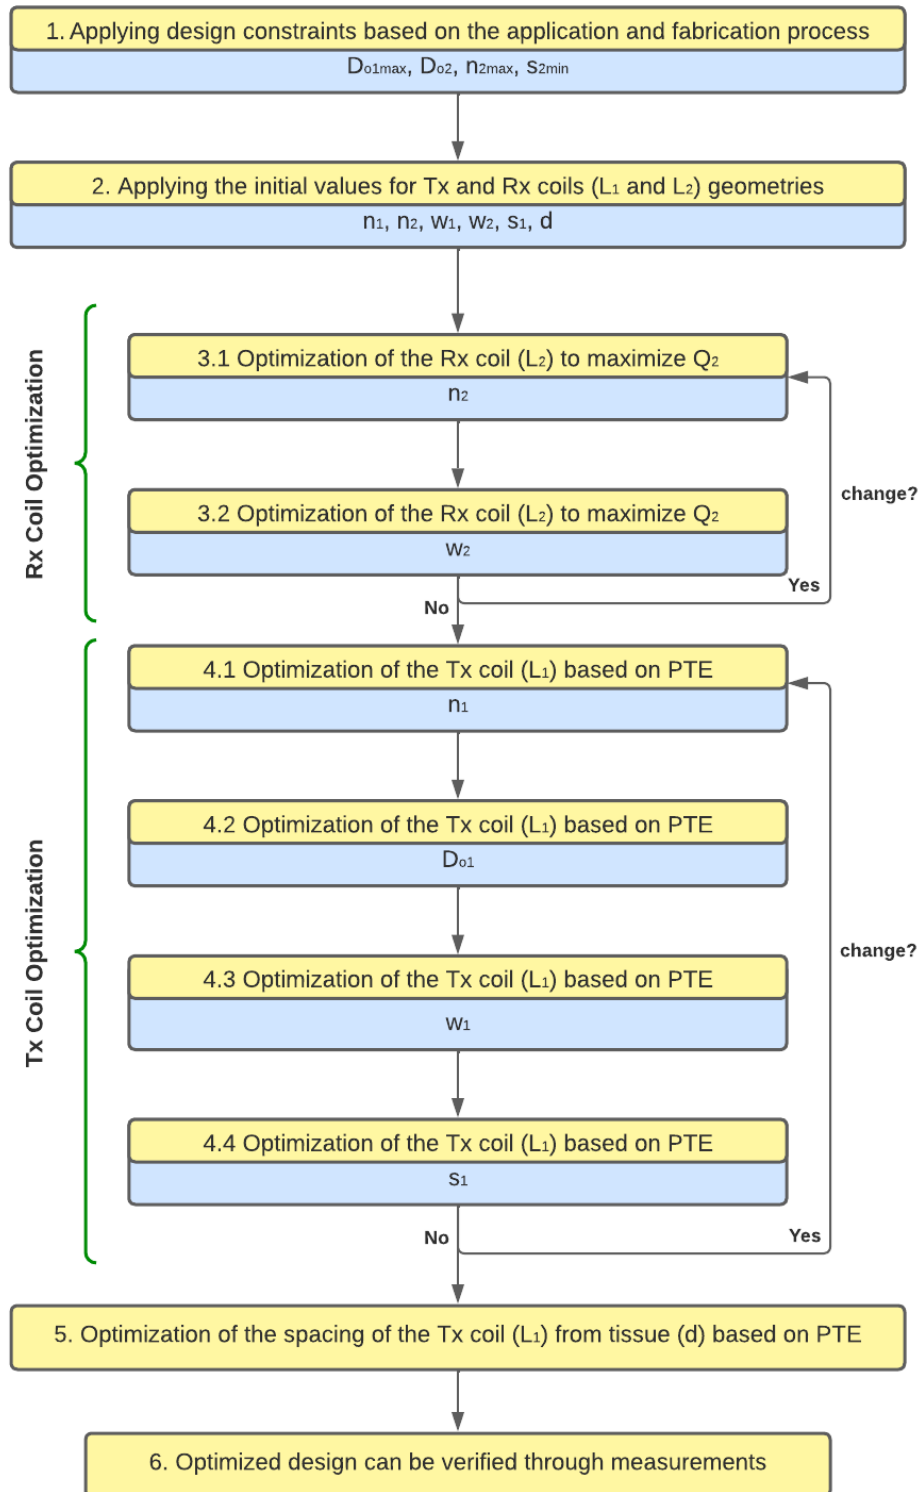 1. Applying design constraints based on the application and fabrication process
Do1max, Do2, n2max, s2min
2. Applying the initial values for Tx and Rx coils (L1 and L2) geometries
n1, n2, w1, w2, s1, d
Rx Coil Optimization
3.1 Optimization of the Rx coil (L2) to maximize Q2
n2
change?
3.2 Optimization of the Rx coil (L2) to maximize Q2
w2
Yes
No
Tx Coil Optimization
4.1 Optimization of the Tx coil (L1) based on PTE
n1
4.2 Optimization of the Tx coil (L1) based on PTE
Do1
change?
4.3 Optimization of the Tx coil (L1) based on PTE
w1
4.4 Optimization of the Tx coil (L1) based on PTE
s1
No
Yes
5. Optimization of the spacing of the Tx coil (L1) from tissue (d) based on PTE
6. Optimized design can be verified through measurements